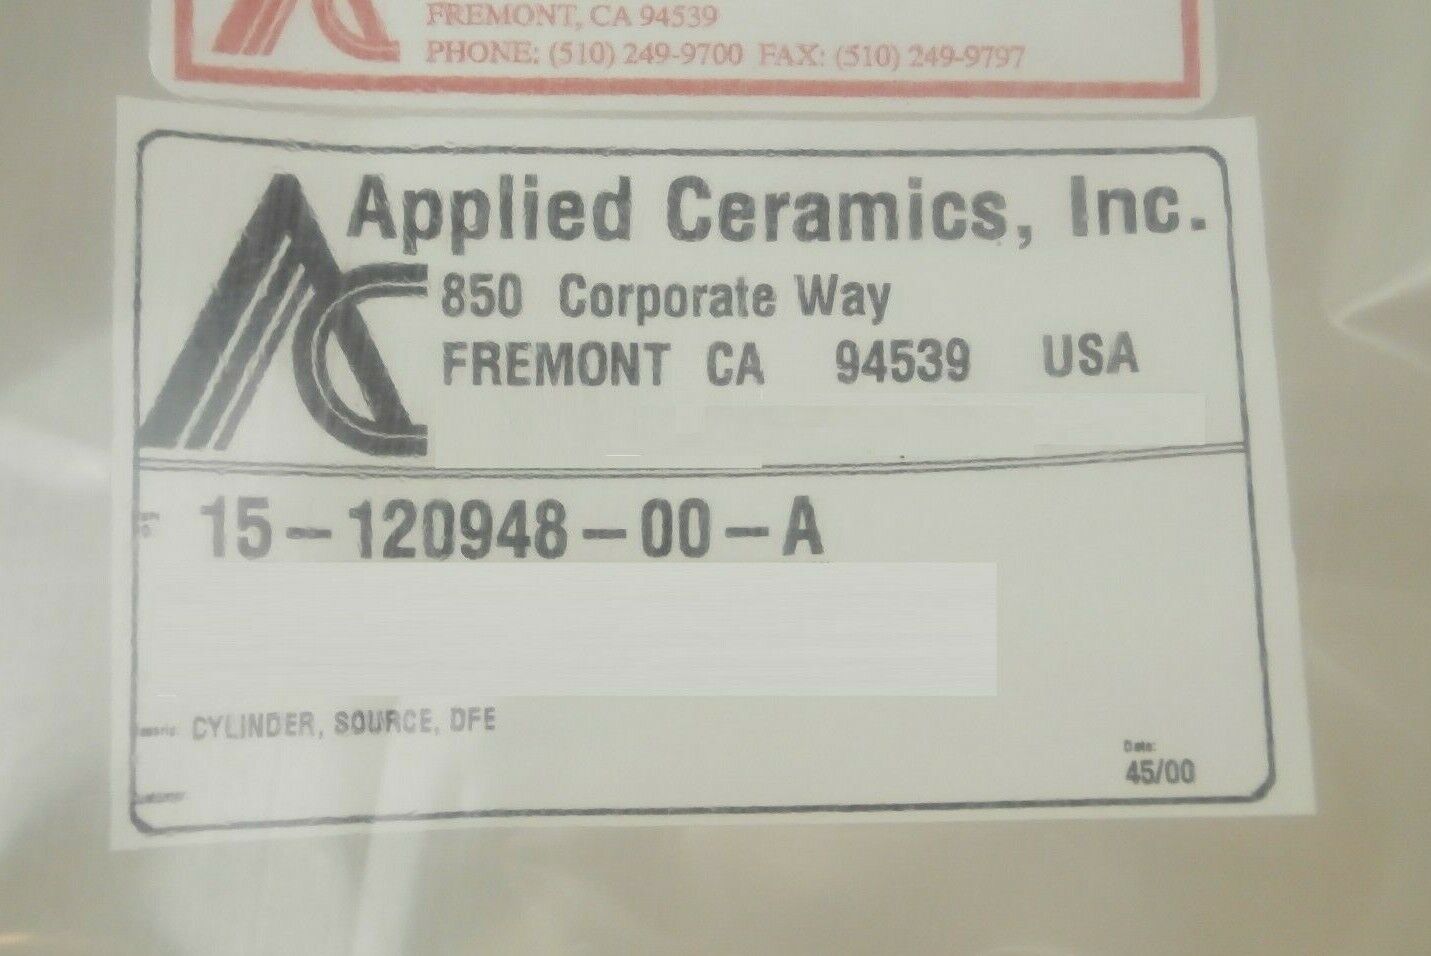 FREMONT, CA 94539
PHONE: (510) 249-9700 FAX: (510) 249-9797
AC
Applied Ceramics, Inc.
850 Corporate Way
FREMONT CA 94539 USA
15-120948-00-A
CYLINDER, SOURCE, DFE
Date:
45/00